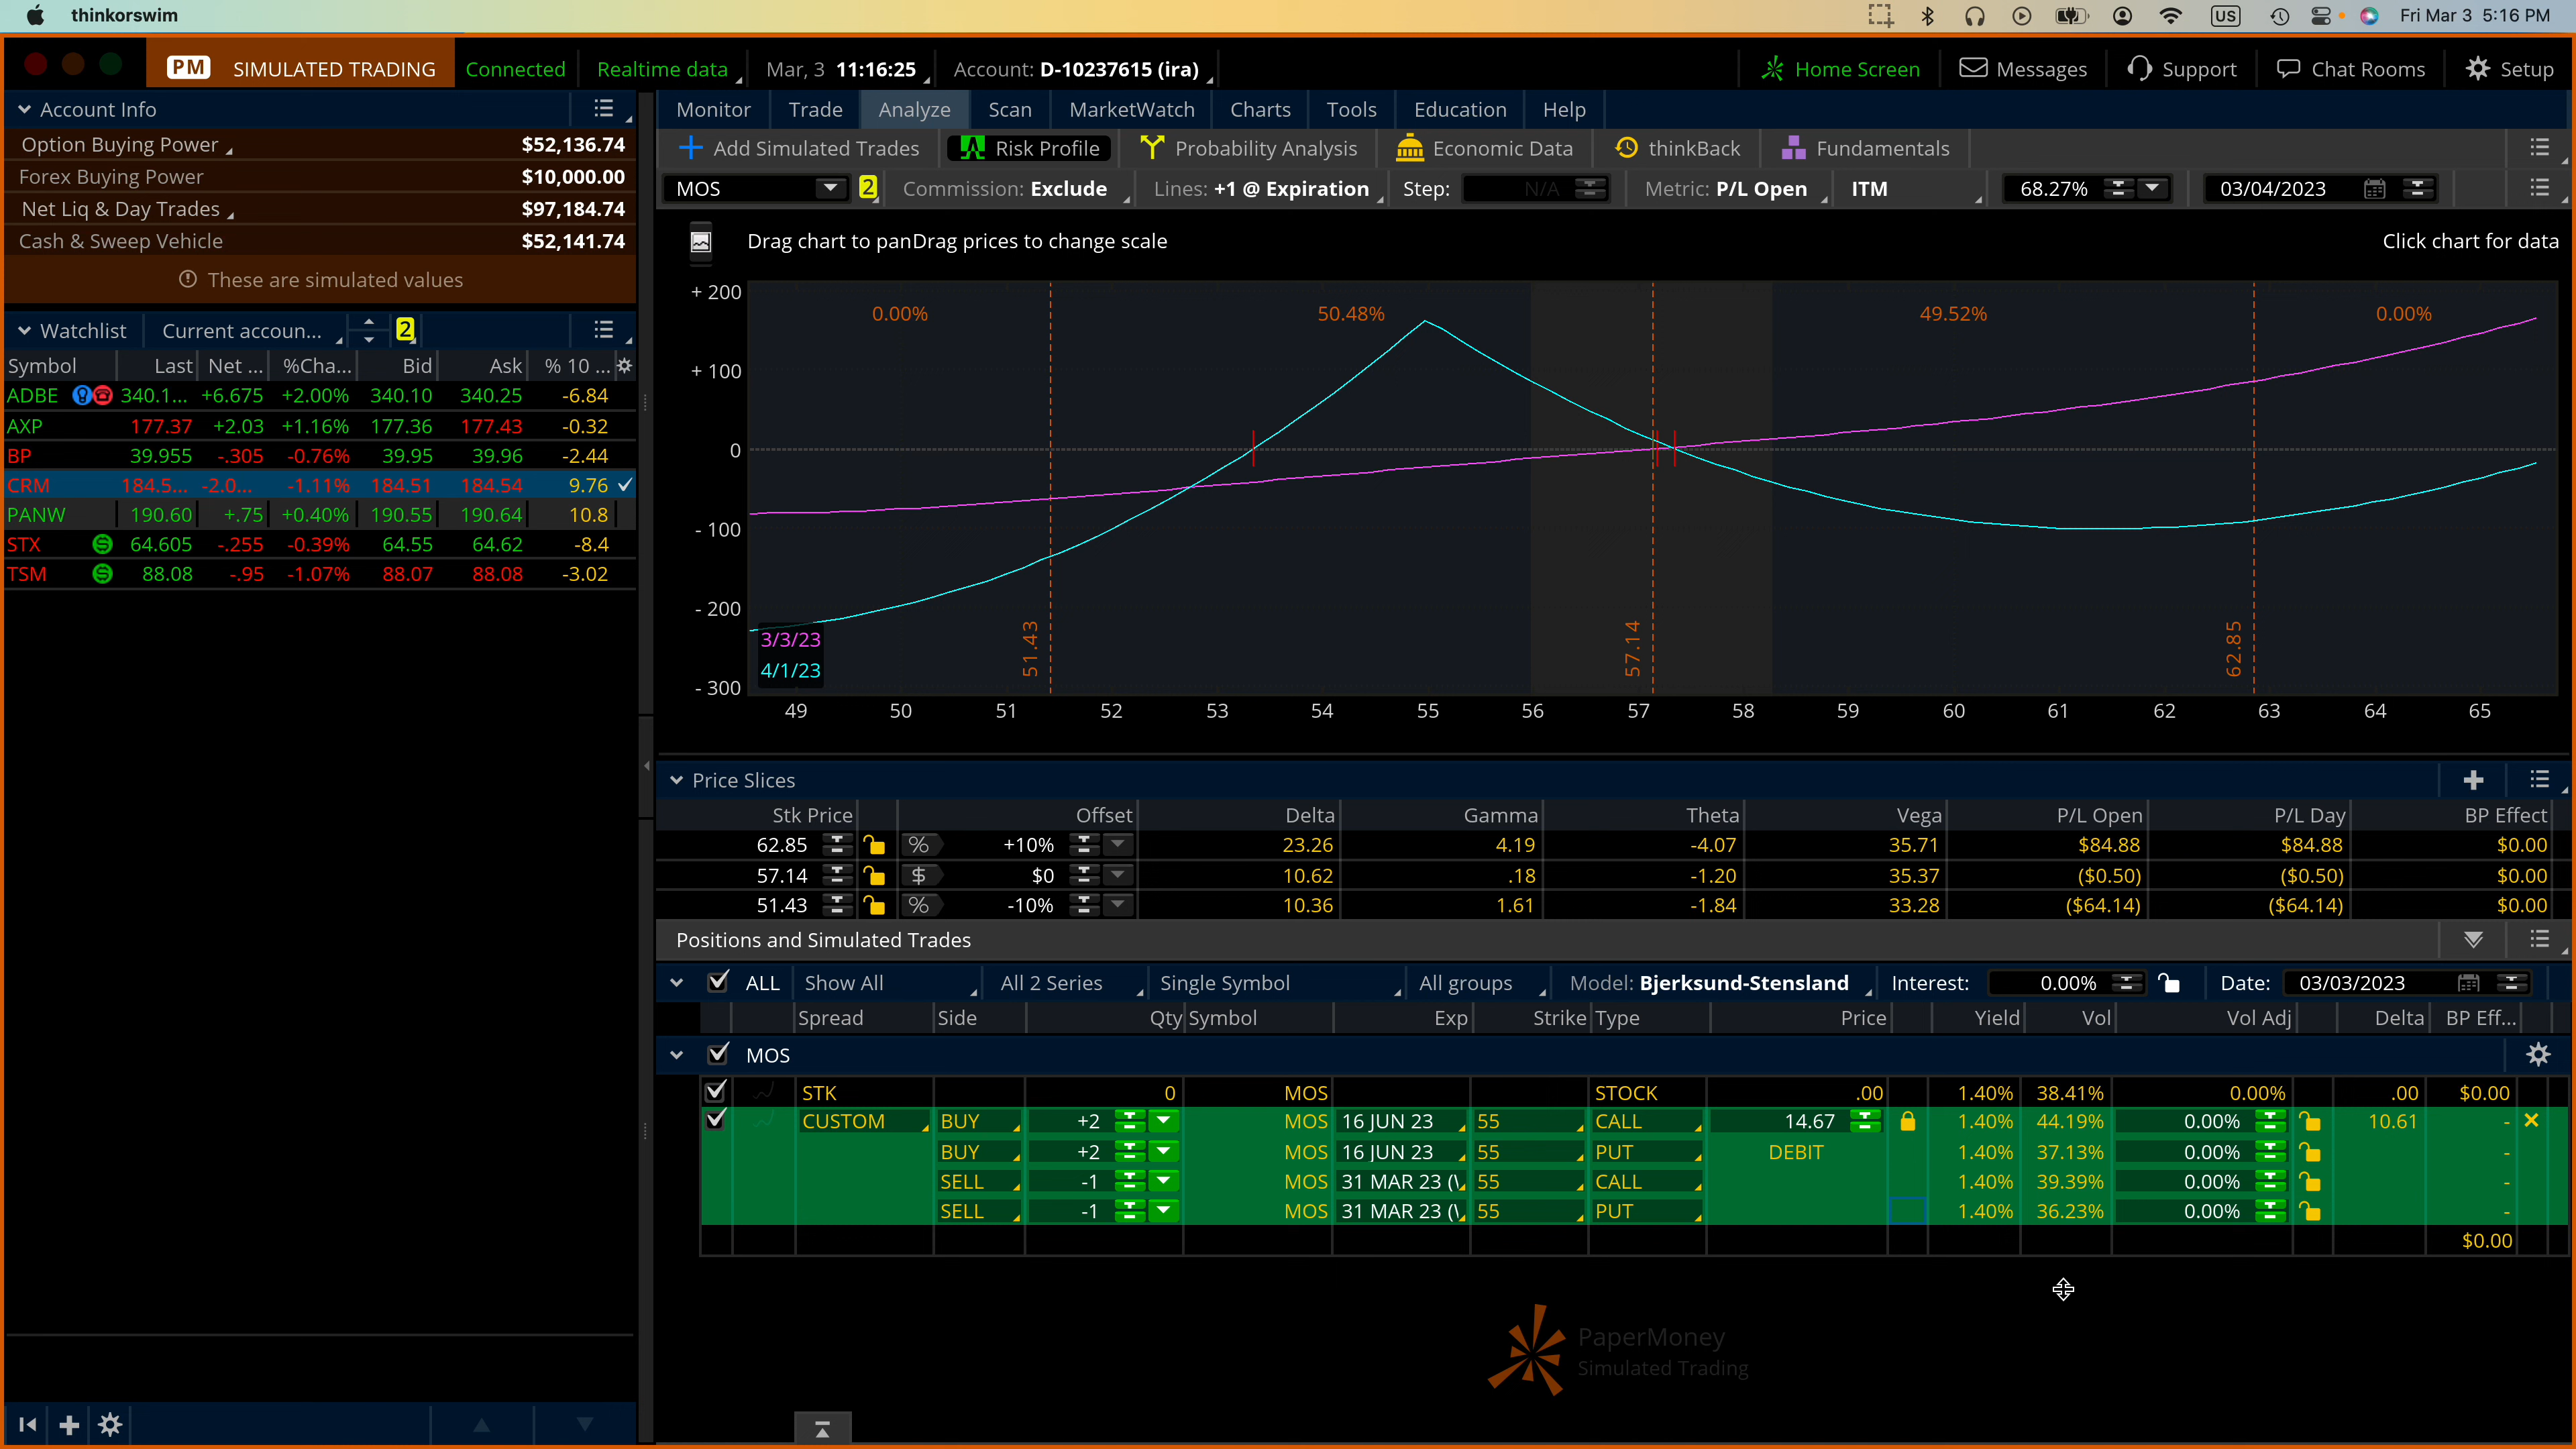 thinkorswim
US
Fri Mar 3 5:16 PM
PM SIMULATED TRADING Connected Realtime data Mar, 3 11:16:25 Account: D-10237615 (ira) Home Screen Messages Support Chat Rooms Setup
Account Info
Option Buying Power $52,136.74
Forex Buying Power $10,000.00
Net Liq & Day Trades $97,184.74
Cash & Sweep Vehicle $52,141.74
These are simulated values
Watchlist Current accoun... 2
Symbol Last Net ... %Cha... Bid Ask % 10 ...
ADBE 340.1... +6.675 +2.00% 340.10 340.25 -6.84
AXP 177.37 +2.03 +1.16% 177.36 177.43 -0.32
BP 39.955 -.305 -0.76% 39.95 39.96 -2.44
CRM 184.5... -2.0... -1.11% 184.51 184.54 9.76
PANW 190.60 +.75 +0.40% 190.55 190.64 10.8
STX 64.605 -.255 -0.39% 64.55 64.62 -8.4
TSM 88.08 -.95 -1.07% 88.07 88.08 -3.02
Monitor Trade Analyze Scan MarketWatch Charts Tools Education Help
Add Simulated Trades Risk Profile Probability Analysis Economic Data thinkBack Fundamentals
MOS 2 Commission: Exclude Lines: +1 @ Expiration Step: N/A Metric: P/L Open ITM 68.27% 03/04/2023
Drag chart to panDrag prices to change scale Click chart for data
+ 200
+ 100
0
- 100
- 200
- 300
0.00% 50.48% 49.52% 0.00%
51.43 57.14 62.85
3/3/23
4/1/23
49 50 51 52 53 54 55 56 57 58 59 60 61 62 63 64 65
Price Slices
Stk Price Offset Delta Gamma Theta Vega P/L Open P/L Day BP Effect
62.85 % +10% 23.26 4.19 -4.07 35.71 $84.88 $84.88 $0.00
57.14 $ $0 10.62 .18 -1.20 35.37 ($0.50) ($0.50) $0.00
51.43 % -10% 10.36 1.61 -1.84 33.28 ($64.14) ($64.14) $0.00
Positions and Simulated Trades
ALL Show All All 2 Series Single Symbol All groups Model: Bjerksund-Stensland Interest: 0.00% Date: 03/03/2023
Spread Side Qty Symbol Exp Strike Type Price Yield Vol Vol Adj Delta BP Eff...
MOS
STK 0 MOS STOCK .00 1.40% 38.41% 0.00% .00 $0.00
CUSTOM BUY +2 MOS 16 JUN 23 55 CALL 14.67 1.40% 44.19% 0.00% 10.61 -
BUY +2 MOS 16 JUN 23 55 PUT DEBIT 1.40% 37.13% 0.00% -
SELL -1 MOS 31 MAR 23 (\ 55 CALL 1.40% 39.39% 0.00% -
SELL -1 MOS 31 MAR 23 (\ 55 PUT 1.40% 36.23% 0.00% -
$0.00
PaperMoney
Simulated Trading